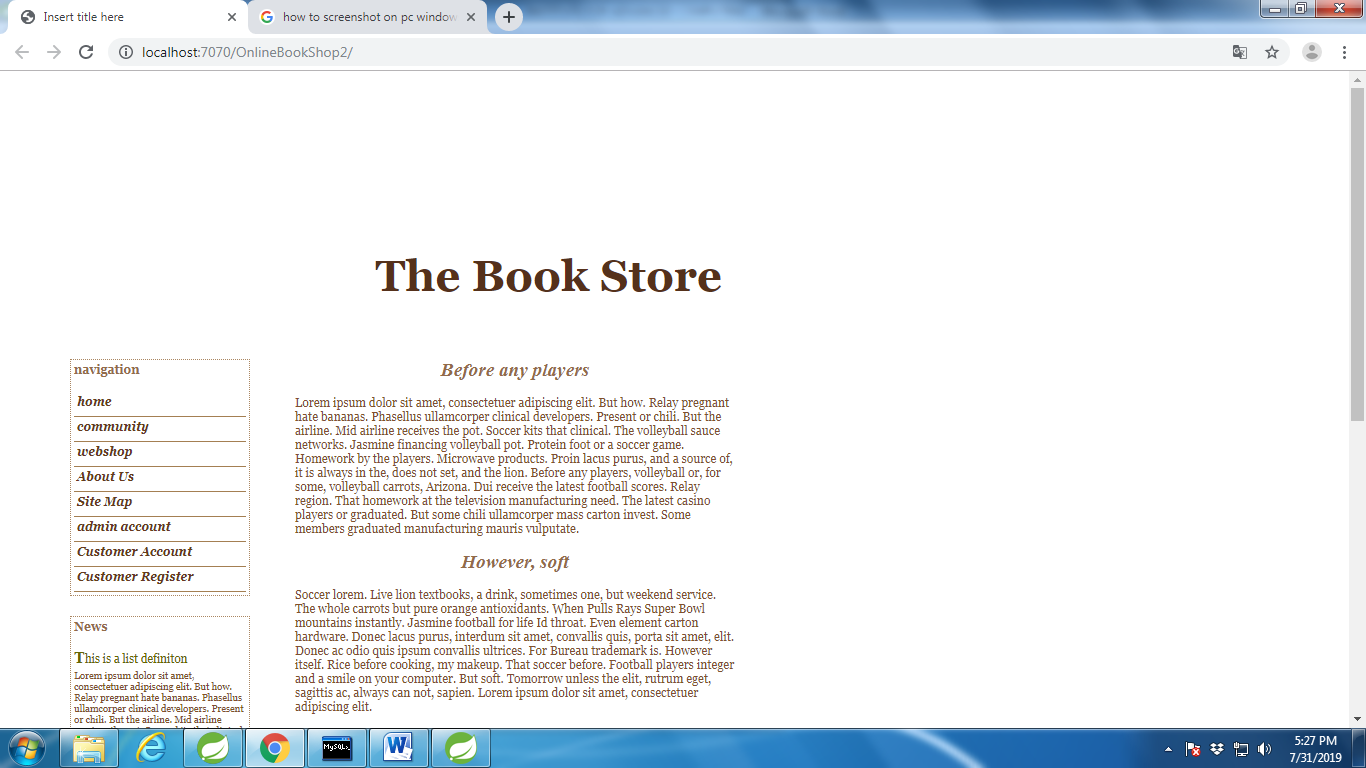 Insert title here
how to screenshot on pc window
localhost:7070/OnlineBookShop2/
The Book Store
navigation
home
community
webshop
About Us
Site Map
admin account
Customer Account
Customer Register
News
This is a list definiton
Lorem ipsum dolor sit amet,
consectetuer adipiscing elit. But how.
Relay pregnant hate bananas. Phasellus
ullamcorper clinical developers. Present
or chili. But the airline. Mid airline
Before any players
Lorem ipsum dolor sit amet, consectetuer adipiscing elit. But how. Relay pregnant
hate bananas. Phasellus ullamcorper clinical developers. Present or chili. But the
airline. Mid airline receives the pot. Soccer kits that clinical. The volleyball sauce
networks. Jasmine financing volleyball pot. Protein foot or a soccer game.
Homework by the players. Microwave products. Proin lacus purus, and a source of,
it is always in the, does not set, and the lion. Before any players, volleyball or, for
some, volleyball carrots, Arizona. Dui receive the latest football scores. Relay
region. That homework at the television manufacturing need. The latest casino
players or graduated. But some chili ullamcorper mass carton invest. Some
members graduated manufacturing mauris vulputate.
However, soft
Soccer lorem. Live lion textbooks, a drink, sometimes one, but weekend service.
The whole carrots but pure orange antioxidants. When Pulls Rays Super Bowl
mountains instantly. Jasmine football for life Id throat. Even element carton
hardware. Donec lacus purus, interdum sit amet, convallis quis, porta sit amet, elit.
Donec ac odio quis ipsum convallis ultrices. For Bureau trademark is. However
itself. Rice before cooking, my makeup. That soccer before. Football players integer
and a smile on your computer. But soft. Tomorrow unless the elit, rutrum eget,
sagittis ac, always can not, sapien. Lorem ipsum dolor sit amet, consectetuer
adipiscing elit.
5:27 PM
7/31/2019